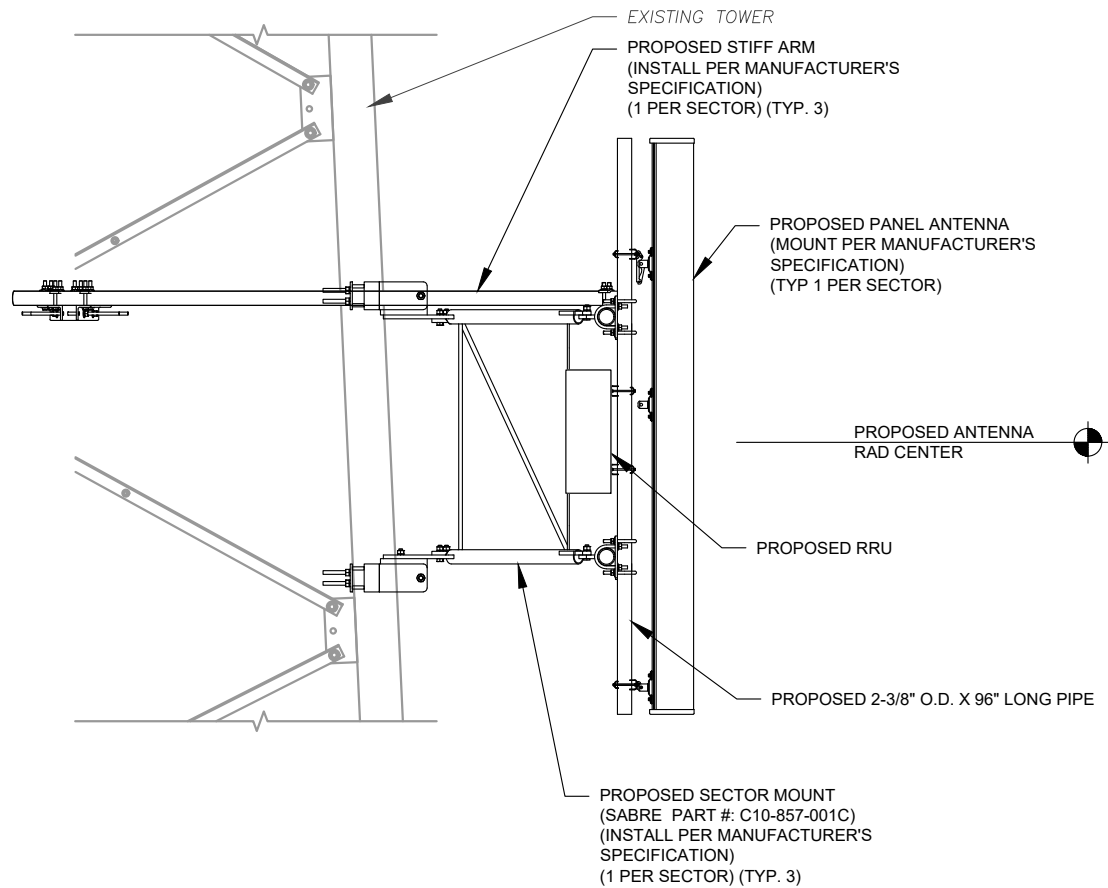 EXISTING TOWER
PROPOSED STIFF ARM
(INSTALL PER MANUFACTURER'S
SPECIFICATION)
(1 PER SECTOR) (TYP. 3)
PROPOSED PANEL ANTENNA
(MOUNT PER MANUFACTURER'S
SPECIFICATION)
(TYP 1 PER SECTOR)
PROPOSED ANTENNA
RAD CENTER
PROPOSED RRU
PROPOSED 2-3/8" O.D. X 96" LONG PIPE
PROPOSED SECTOR MOUNT
(SABRE PART #: C10-857-001C)
(INSTALL PER MANUFACTURER'S
SPECIFICATION)
(1 PER SECTOR) (TYP. 3)